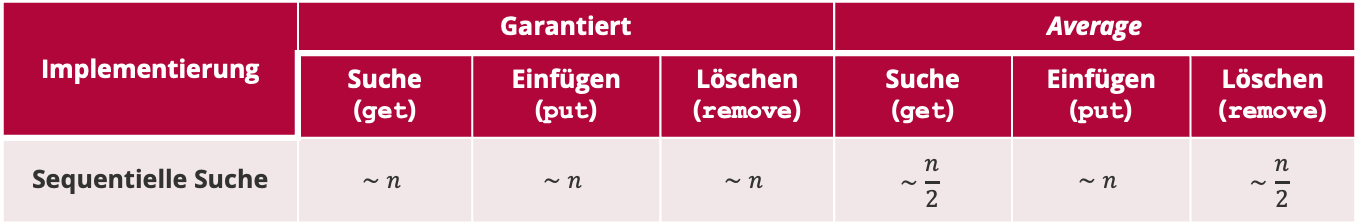 Implementierung Garantiert Average
Suche (get) Einfügen (put) Löschen (remove) Suche (get) Einfügen (put) Löschen (remove)
Sequentielle Suche ~ n ~ n ~ n ~ n/2 ~ n ~ n/2